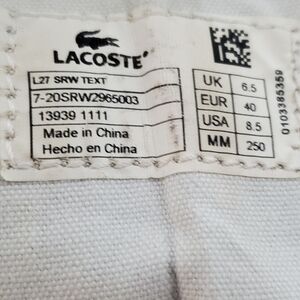 LACOSTE
L27 SRW TEXT
7-20SRW2965003
13939 1111
Made in China
Hecho en China
UK 6.5
EUR 40
USA 8.5
MM 250
0103385359